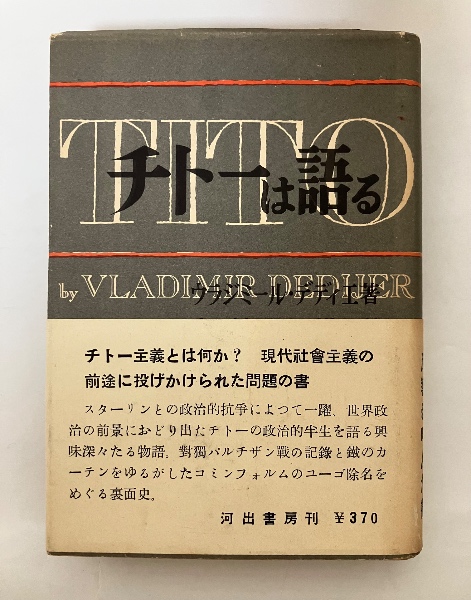 TITO
チトーは語る
by VLADIMIR DEDIJER
ウラジミール・デディエ著
チトー主義とは何か? 現代社會主義の
前途に投げかけられた問題の書
スターリンとの政治的抗爭によつて一躍、世界政
治の前景におどり出たチトーの政治的半生を語る興
味深々たる物語。對獨パルチザン戰の記錄と鐵のカ
ーテンをゆるがしたコミンフォルムのユーゴ除名を
めぐる裏面史。
河出書房刊 ¥370